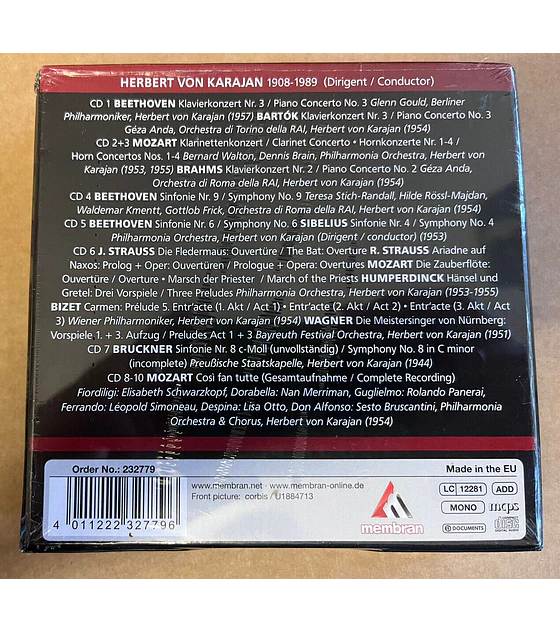 HERBERT VON KARAJAN 1908-1989 (Dirigent / Conductor)
CD 1 BEETHOVEN Klavierkonzert Nr. 3 / Piano Concerto No. 3 Glenn Gould, Berliner
Philharmoniker, Herbert von Karajan (1957) BARTÓK Klavierkonzert Nr. 3 / Piano Concerto No. 3
Géza Anda, Orchestra di Torino della RAI, Herbert von Karajan (1954)
CD 2+3 MOZART Klarinettenkonzert / Clarinet Concerto • Hornkonzerte Nr. 1-4 /
Horn Concertos Nos. 1-4 Bernard Walton, Dennis Brain, Philharmonia Orchestra, Herbert von
Karajan (1953, 1955) BRAHMS Klavierkonzert Nr. 2 / Piano Concerto No. 2 Géza Anda,
Orchestra di Roma della RAI, Herbert von Karajan (1954)
CD 4 BEETHOVEN Sinfonie Nr. 9 / Symphony No. 9 Teresa Stich-Randall, Hilde Rössl-Majdan,
Waldemar Kmentt, Gottlob Frick, Orchestra di Roma della RAI, Herbert von Karajan (1954)
CD 5 BEETHOVEN Sinfonie Nr. 6 / Symphony No. 6 SIBELIUS Sinfonie Nr. 4 / Symphony No. 4
Philharmonia Orchestra, Herbert von Karajan (Dirigent / conductor) (1953)
CD 6 J. STRAUSS Die Fledermaus: Ouvertüre / The Bat: Overture R. STRAUSS Ariadne auf
Naxos: Prolog + Oper: Ouvertüren / Prologue + Opera: Overtures MOZART Die Zauberflöte:
Ouvertüre / Overture • Marsch der Priester / March of the Priests HUMPERDINCK Hänsel und
Gretel: Drei Vorspiele / Three Preludes Philharmonia Orchestra, Herbert von Karajan (1953-1955)
BIZET Carmen: Prélude 5. Entr'acte (1. Akt / Act 1) • Entr'acte (2. Akt / Act 2) • Entr'acte (3. Akt / Act
3) Wiener Philharmoniker, Herbert von Karajan (1954) WAGNER Die Meistersinger von Nürnberg:
Vorspiele 1. + 3. Aufzug / Preludes Act 1 + 3 Bayreuth Festival Orchestra, Herbert von Karajan (1951)
CD 7 BRUCKNER Sinfonie Nr. 8 c-Moll (unvollständig) / Symphony No. 8 in C minor
(incomplete) Preußische Staatskapelle, Herbert von Karajan (1944)
CD 8-10 MOZART Così fan tutte (Gesamtaufnahme / Complete Recording)
Fiordiligi: Elisabeth Schwarzkopf, Dorabella: Nan Merriman, Guglielmo: Rolando Panerai,
Ferrando: Léopold Simoneau, Despina: Lisa Otto, Don Alfonso: Sesto Bruscantini, Philharmonia
Orchestra & Chorus, Herbert von Karajan (1954)
Order No.: 232779
4 011222 327796
www.membran.net · www.membran-online.de
Front picture: corbis / U1884713
membran
Made in the EU
LC 12281 ADD
MONO mcps
DOCUMENTS
COMPACT disc DIGITAL AUDIO